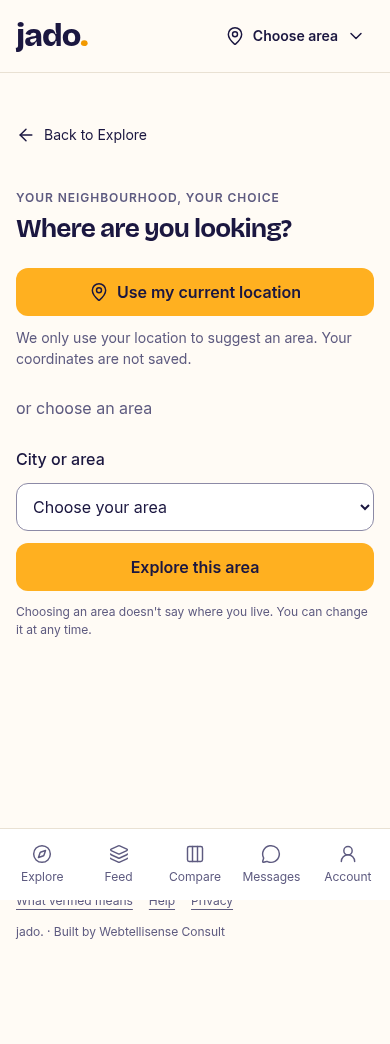 jado.
Choose area
Back to Explore
YOUR NEIGHBOURHOOD, YOUR CHOICE
Where are you looking?
Use my current location
We only use your location to suggest an area. Your
coordinates are not saved.
or choose an area
City or area
Choose your area
Explore this area
Choosing an area doesn't say where you live. You can change
it at any time.
Explore Feed Compare Messages Account
What verified means Help Privacy
jado. · Built by Webtellisense Consult